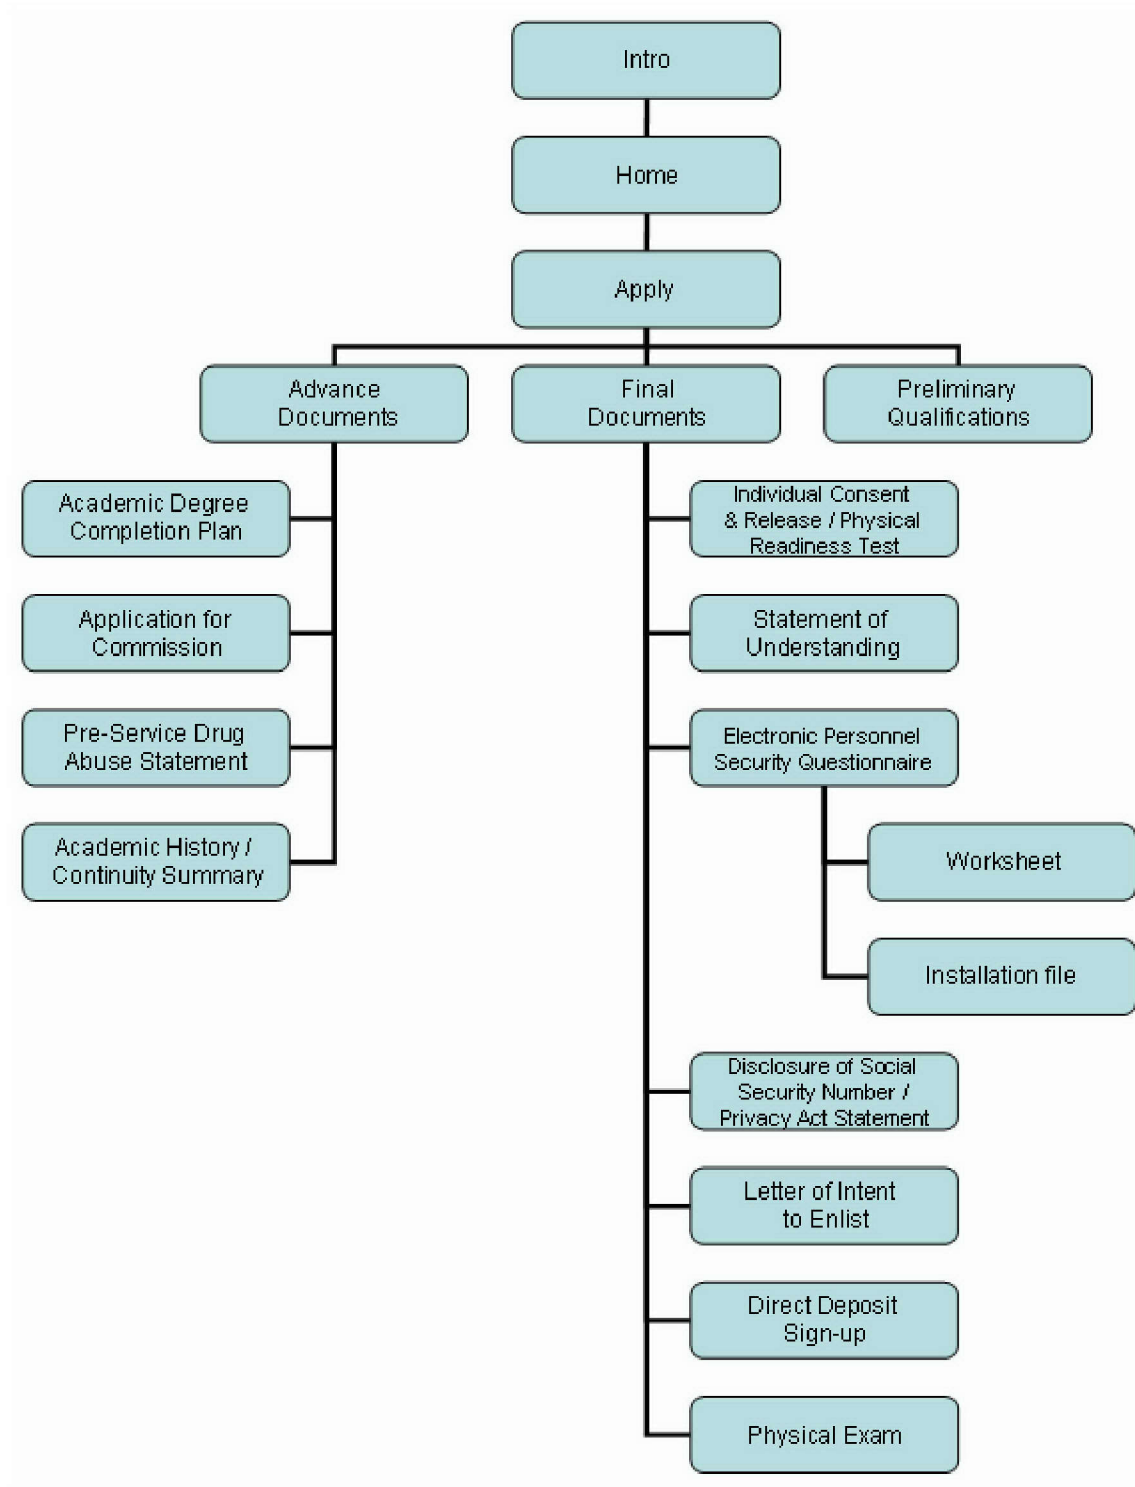 Intro
Home
Apply
Advance
Documents
Final
Documents
Preliminary
Qualifications
Academic Degree
Completion Plan
Application for
Commission
Pre-Service Drug
Abuse Statement
Academic History /
Continuity Summary
Individual Consent
& Release / Physical
Readiness Test
Statement of
Understanding
Electronic Personnel
Security Questionnaire
Worksheet
Installation file
Disclosure of Social
Security Number /
Privacy Act Statement
Letter of Intent
to Enlist
Direct Deposit
Sign-up
Physical Exam